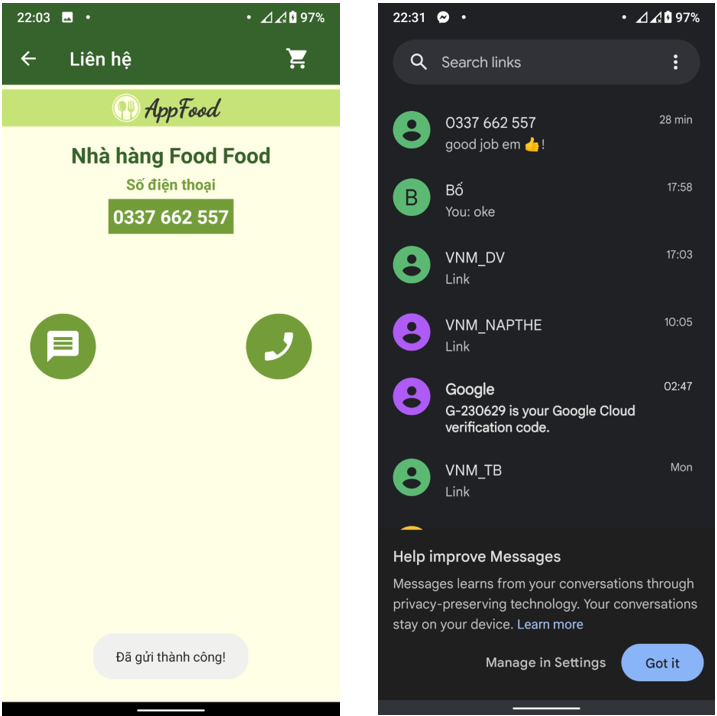 22:03
97%
Liên hệ
AppFood
Nhà hàng Food Food
Số điện thoại
0337 662 557
Đã gửi thành công!
22:31
97%
Search links
0337 662 557
28 min
good job em 👍!
B
Bố
17:58
You: oke
VNM_DV
17:03
Link
VNM_NAPTHE
10:05
Link
Google
02:47
G-230629 is your Google Cloud
verification code.
VNM_TB
Mon
Link
Help improve Messages
Messages learns from your conversations through
privacy-preserving technology. Your conversations
stay on your device. Learn more
Manage in Settings
Got it